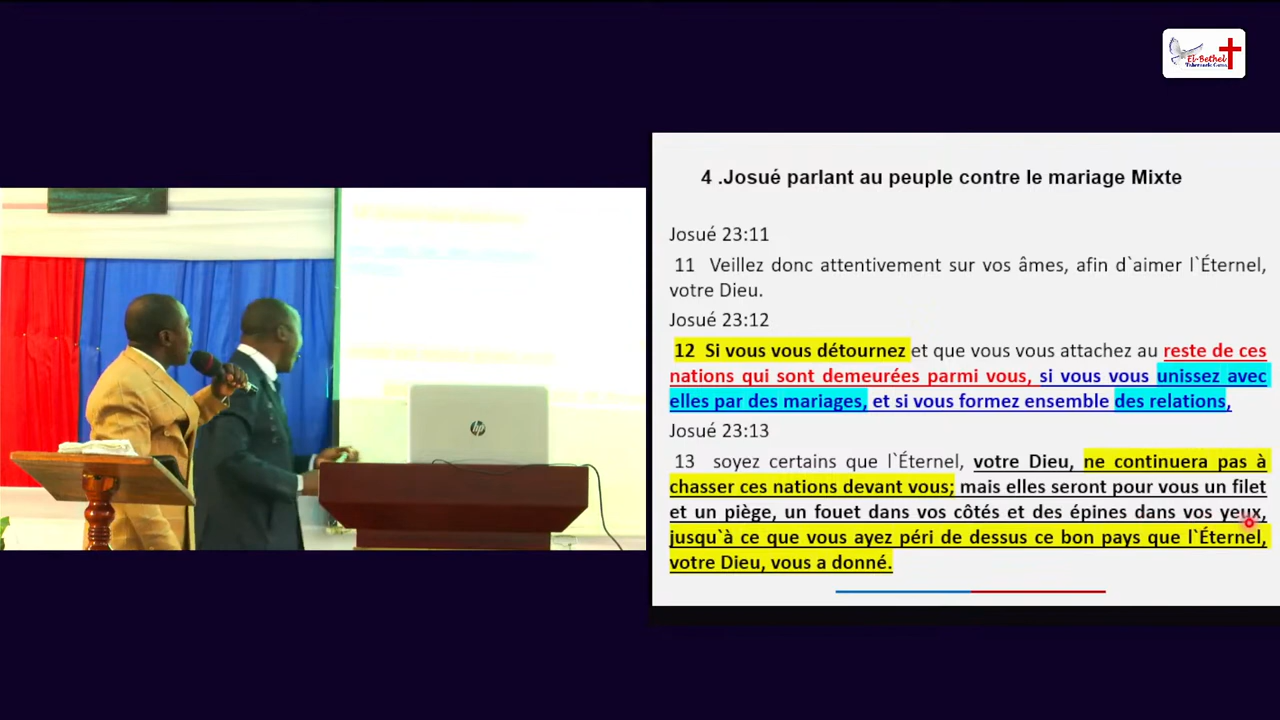 El-Bethel
4 .Josué parlant au peuple contre le mariage Mixte
Josué 23:11
11 Veillez donc attentivement sur vos âmes, afin d`aimer l`Éternel,
votre Dieu.
Josué 23:12
12 Si vous vous détournez et que vous vous attachez au reste de ces
nations qui sont demeurées parmi vous, si vous vous unissez avec
elles par des mariages, et si vous formez ensemble des relations,
Josué 23:13
13 soyez certains que l`Éternel, votre Dieu, ne continuera pas à
chasser ces nations devant vous; mais elles seront pour vous un filet
et un piège, un fouet dans vos côtés et des épines dans vos yeux,
jusqu`à ce que vous ayez péri de dessus ce bon pays que l`Éternel,
votre Dieu, vous a donné.
hp